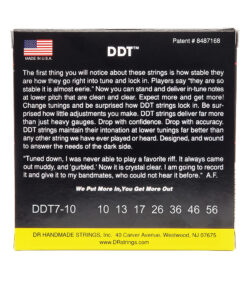 Patent # 8487168
DDT™
MADE IN U.S.A.
The first thing you will notice about these strings is how stable they
are how they go right into tune and lock in. Players say "they are so
stable it is almost eerie." Now you can stand and deliver in-tune notes
at lower pitch that are clean and clear. Expect more and get more!
Change tunings and be surprised how DDT strings lock in. Be sur-
prised how little adjustments you make. DDT strings deliver far more
than just heavy gauges. Drop with confidence. Drop with accuracy.
DDT strings maintain their intonation at lower tunings far better than
any other string we have ever played or heard. Designed, and wound
to answer the needs of the dark side.
"Tuned down, I was never able to play a favorite riff. It always came
out muddy, and 'gurbled.' Now it is crystal clear. I am going to record
it and give it to my bandmates, who could not hear it before." A.F.
We Put More In,You Get More Out
DDT7-10 10 13 17 26 36 46 56
DR HANDMADE STRINGS, Inc. 40 Carver Avenue, Westwood, NJ 07675
www.DRstrings.com